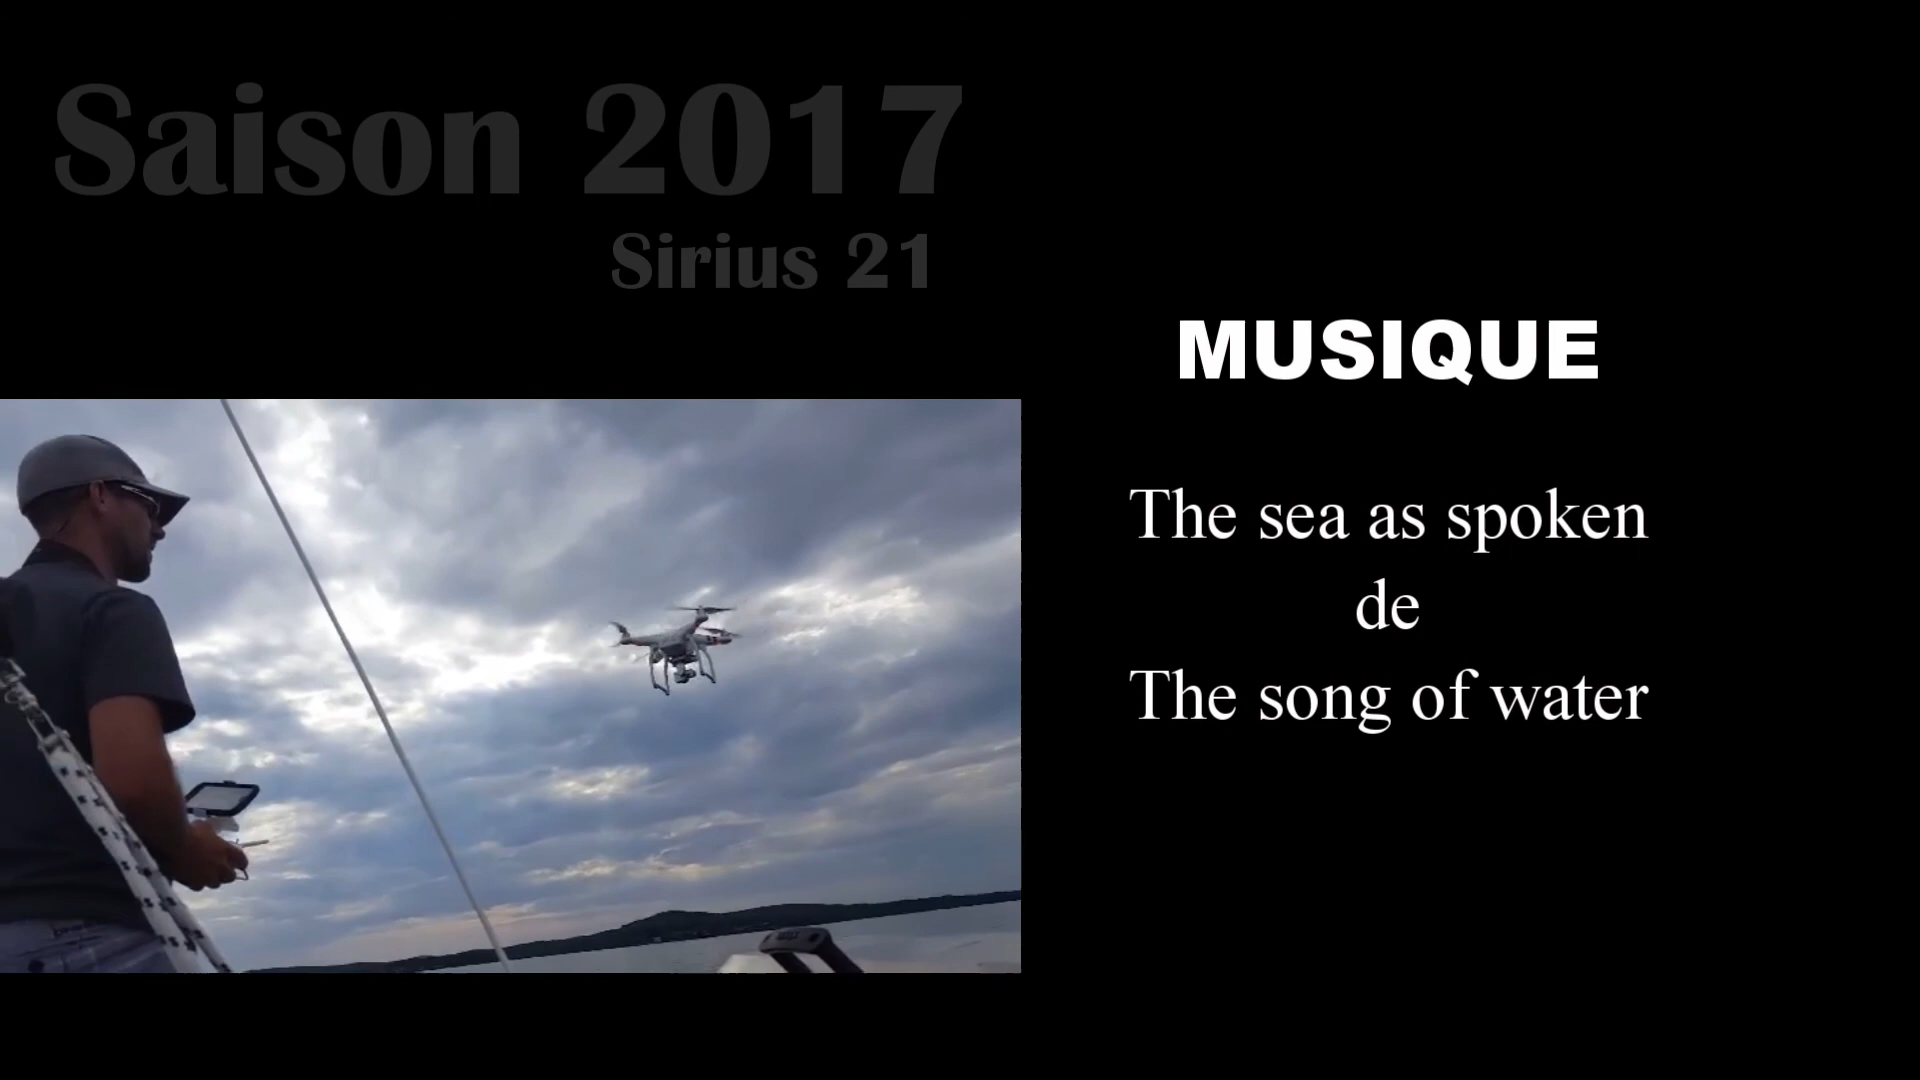 Saison 2017
Sirius 21
MUSIQUE
The sea as spoken
de
The song of water